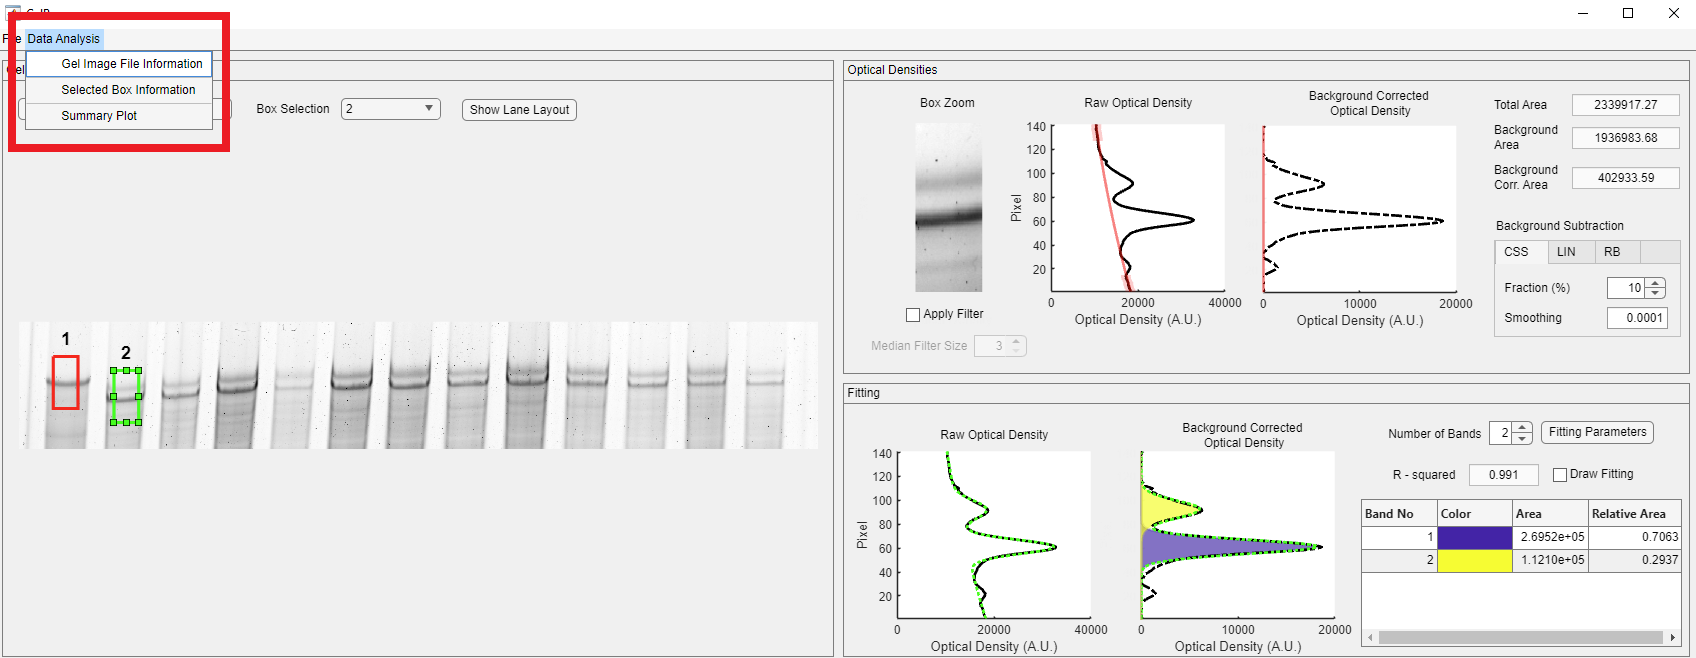 File Data Analysis
Gel Image File Information
Selected Box Information
Summary Plot
Box Selection 2 Show Lane Layout
1
2
Optical Densities
Box Zoom
Apply Filter
Median Filter Size 3
Raw Optical Density
140
120
100
80
60
40
20
0 20000 40000
Pixel
Optical Density (A.U.)
Background Corrected
Optical Density
0 10000 20000
Optical Density (A.U.)
Total Area 2339917.27
Background
Area 1936983.68
Background
Corr. Area 402933.59
Background Subtraction
CSS LIN RB
Fraction (%) 10
Smoothing 0.0001
Fitting
Raw Optical Density
140
120
100
80
60
40
20
0 20000 40000
Pixel
Optical Density (A.U.)
Background Corrected
Optical Density
140
120
100
80
60
40
20
0 10000 20000
Optical Density (A.U.)
Number of Bands 2 Fitting Parameters
R - squared 0.991 Draw Fitting
Band No Color Area Relative Area
1 2.6952e+05 0.7063
2 1.1210e+05 0.2937